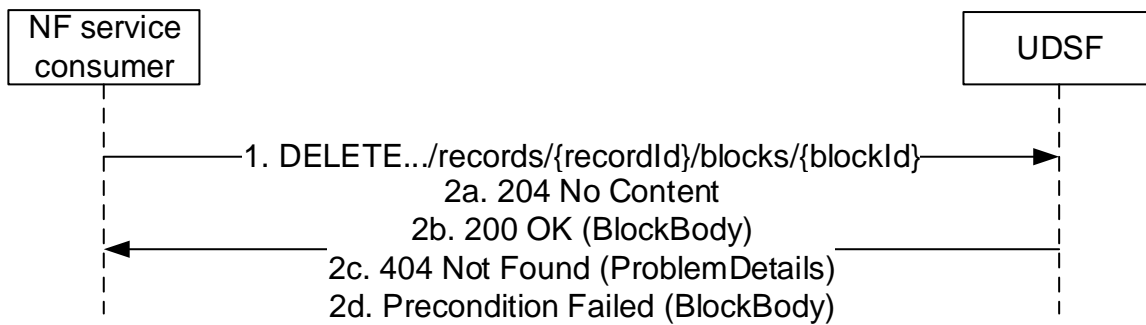 NF service
consumer
UDSF
1. DELETE.../records/{recordId}/blocks/{blockId}
2a. 204 No Content
2b. 200 OK (BlockBody)
2c. 404 Not Found (ProblemDetails)
2d. Precondition Failed (BlockBody)